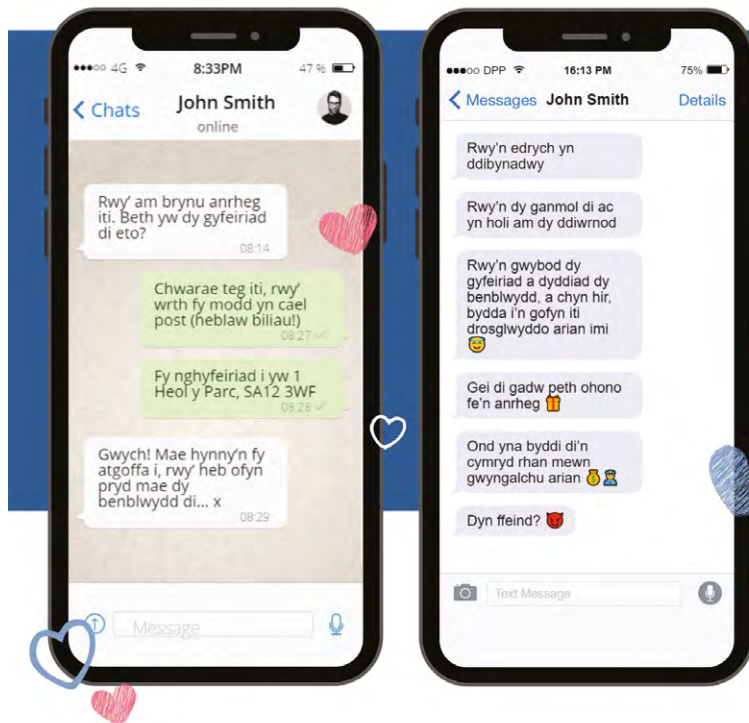 4G 8:33PM 47 %
Chats John Smith
online
Rwy' am brynu anrheg
iti. Beth yw dy gyfeiriad
di eto?
08:14
Chwarae teg iti, rwy'
wrth fy modd yn cael
post (heblaw biliau!)
08:27
Fy nghyfeiriad i yw 1
Heol y Parc, SA12 3WF
08:28
Gwych! Mae hynny'n fy
atgoffa i, rwy' heb ofyn
pryd mae dy
benblwydd di... x
08:29
Message
DPP 16:13 PM 75%
Messages John Smith Details
Rwy'n edrych yn
ddibynadwy
Rwy'n dy ganmol di ac
yn holi am dy ddiwrnod
Rwy'n gwybod dy
gyfeiriad a dyddiad dy
benblwydd, a chyn hir,
bydda i'n gofyn iti
drosglwyddo arian imi
😇
Gei di gadw peth ohono
fe'n anrheg 🎁
Ond yna byddi di'n
cymryd rhan mewn
gwyngalchu arian 💰👮
Dyn ffeind? 😈
Text Message